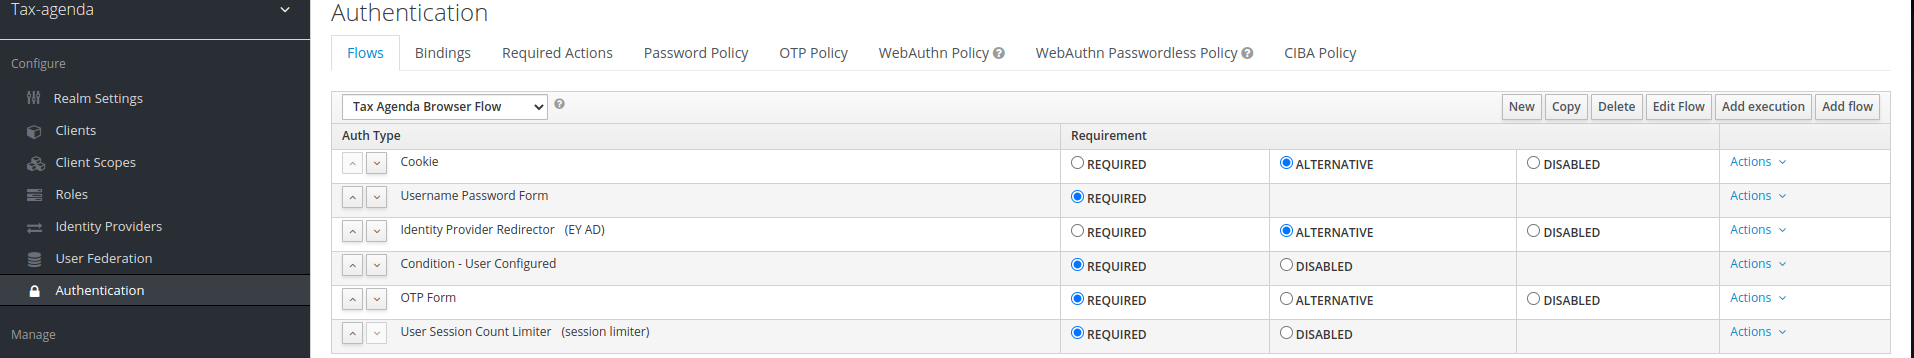 Tax-agenda
Configure
Realm Settings
Clients
Client Scopes
Roles
Identity Providers
User Federation
Authentication
Manage
Authentication
Flows Bindings Required Actions Password Policy OTP Policy WebAuthn Policy ? WebAuthn Passwordless Policy ? CIBA Policy
Tax Agenda Browser Flow ? New Copy Delete Edit Flow Add execution Add flow
Auth Type Requirement
Cookie REQUIRED ALTERNATIVE DISABLED Actions
Username Password Form REQUIRED Actions
Identity Provider Redirector (EY AD) REQUIRED ALTERNATIVE DISABLED Actions
Condition - User Configured REQUIRED DISABLED Actions
OTP Form REQUIRED ALTERNATIVE DISABLED Actions
User Session Count Limiter (session limiter) REQUIRED DISABLED Actions